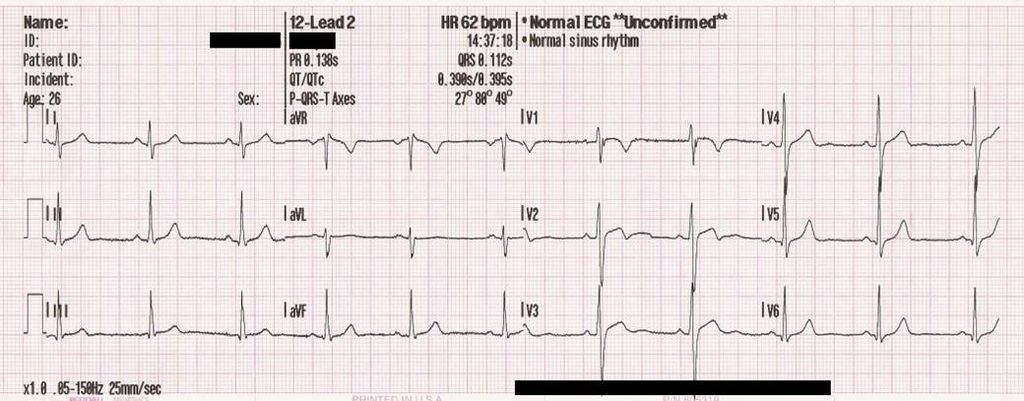 Name:
12-Lead 2
HR 62 bpm
• Normal ECG **Unconfirmed**
ID:
14:37:18
• Normal sinus rhythm
Patient ID:
PR 0.138s
QRS 0.112s
Incident:
QT/QTc
0.390s/0.395s
Age: 26
Sex:
P-QRS-T Axes
27° 80° 49°
I
aVR
V1
V4
II
aVL
V2
V5
III
aVF
V3
V6
x1.0 .05-150Hz 25mm/sec
PRINTED IN U.S.A.